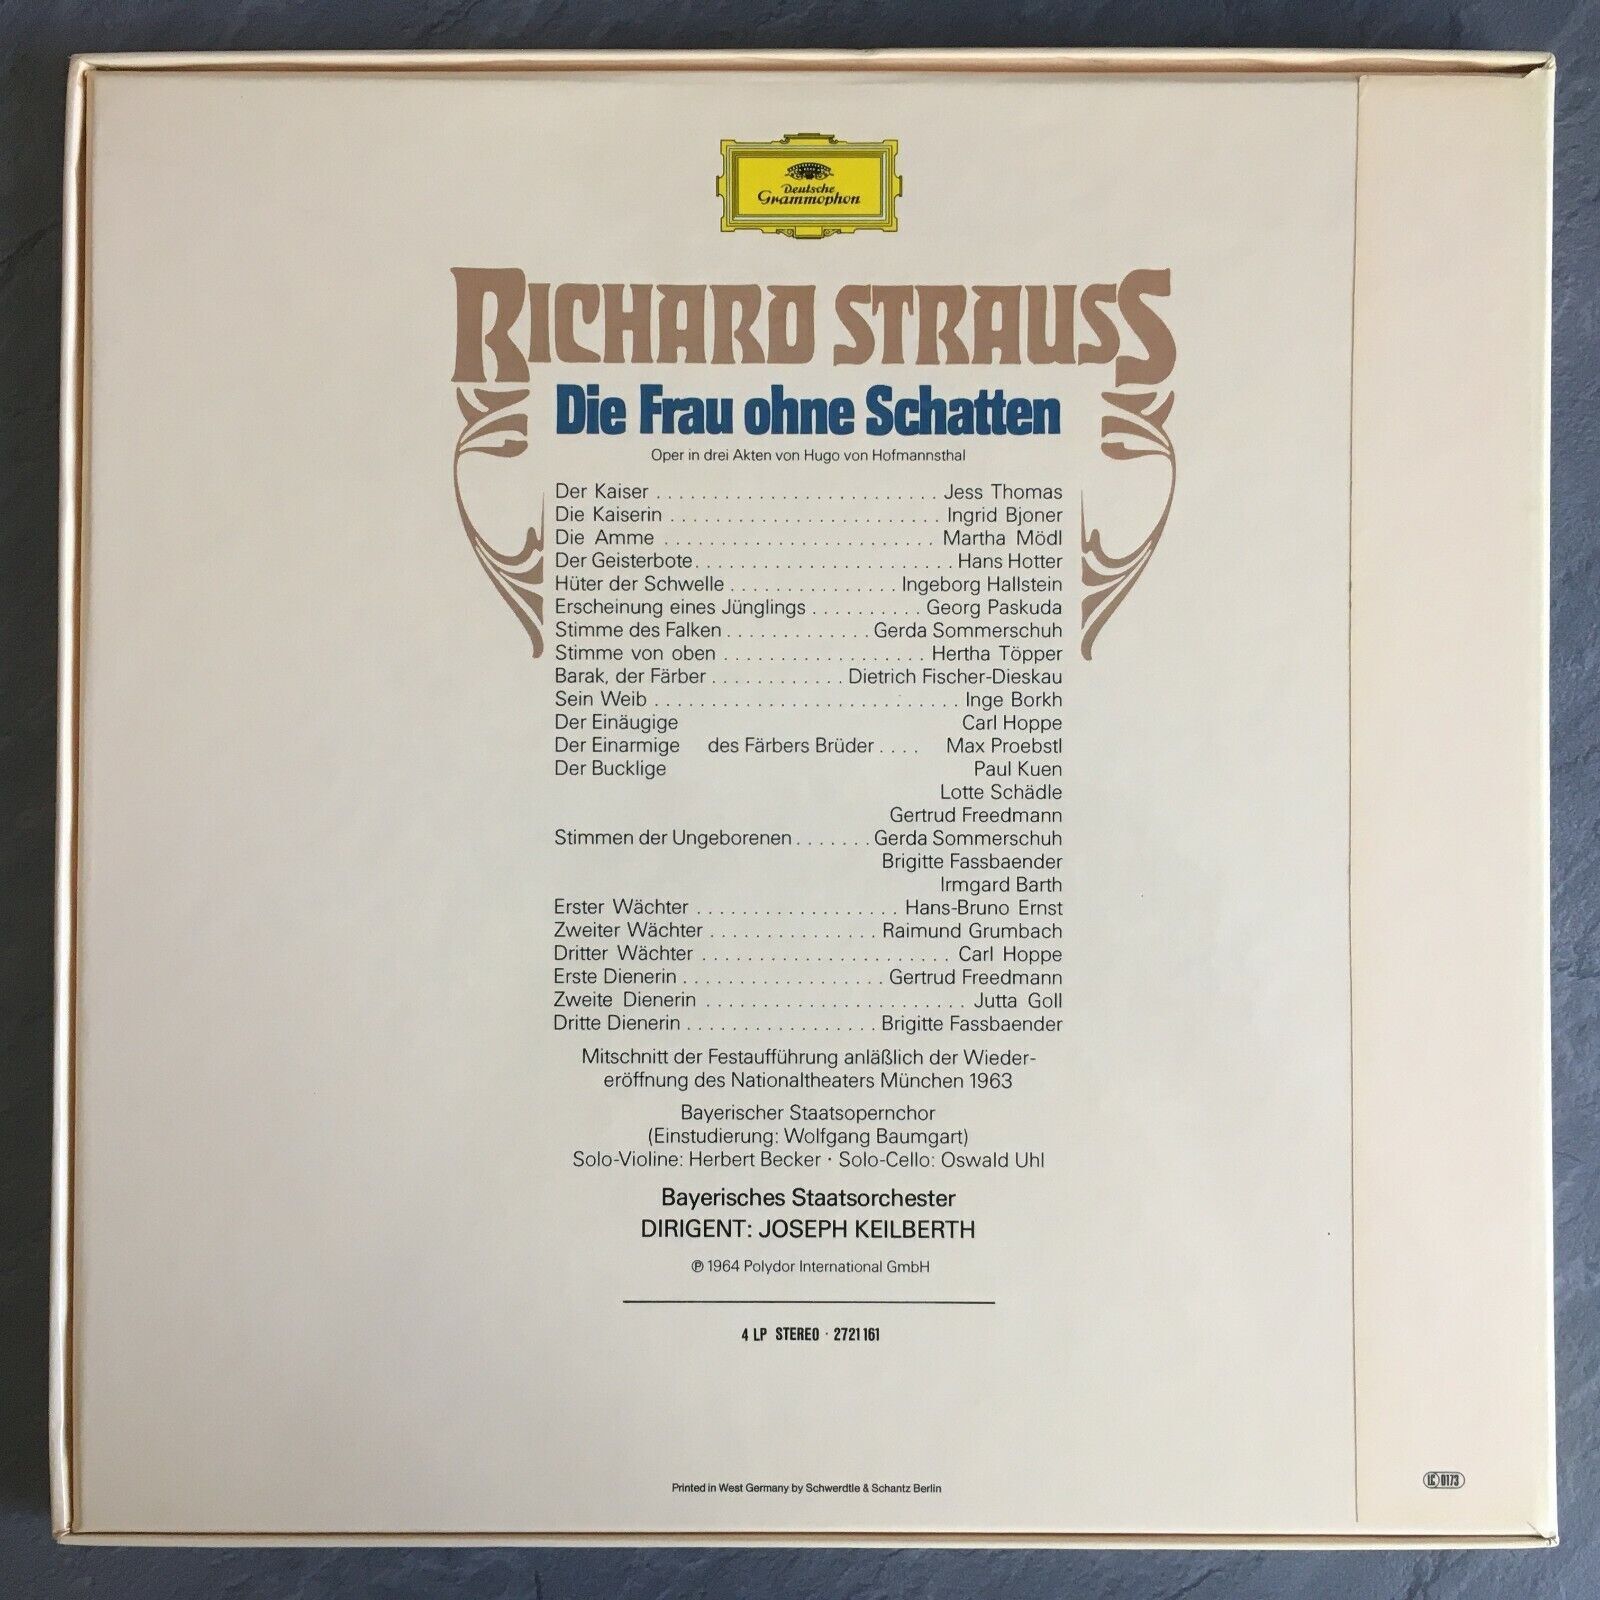 Deutsche
Grammophon
RICHARD STRAUSS
Die Frau ohne Schatten
Oper in drei Akten von Hugo von Hofmannsthal
Der Kaiser . . . . . . . . . . . . . . . . . . . . . . . . . Jess Thomas
Die Kaiserin . . . . . . . . . . . . . . . . . . . . . . . . Ingrid Bjoner
Die Amme . . . . . . . . . . . . . . . . . . . . . . . . Martha Mödl
Der Geisterbote . . . . . . . . . . . . . . . . . . . . . . . Hans Hotter
Hüter der Schwelle . . . . . . . . . . . . . . . Ingeborg Hallstein
Erscheinung eines Jünglings . . . . . . . . . . Georg Paskuda
Stimme des Falken . . . . . . . . . . . . . Gerda Sommerschuh
Stimme von oben . . . . . . . . . . . . . . . . . . Hertha Töpper
Barak, der Färber . . . . . . . . . . . . Dietrich Fischer-Dieskau
Sein Weib . . . . . . . . . . . . . . . . . . . . . . . . . . . Inge Borkh
Der Einäugige Carl Hoppe
Der Einarmige des Färbers Brüder . . . . Max Proebstl
Der Bucklige Paul Kuen
Lotte Schädle
Gertrud Freedmann
Stimmen der Ungeborenen . . . . . . . Gerda Sommerschuh
Brigitte Fassbaender
Irmgard Barth
Erster Wächter . . . . . . . . . . . . . . . . . . Hans-Bruno Ernst
Zweiter Wächter . . . . . . . . . . . . . . . Raimund Grumbach
Dritter Wächter . . . . . . . . . . . . . . . . . . . . . . Carl Hoppe
Erste Dienerin . . . . . . . . . . . . . . . . . . Gertrud Freedmann
Zweite Dienerin . . . . . . . . . . . . . . . . . . . . . . . Jutta Goll
Dritte Dienerin . . . . . . . . . . . . . . . . . Brigitte Fassbaender
Mitschnitt der Festaufführung anläßlich der Wieder-
eröffnung des Nationaltheaters München 1963
Bayerischer Staatsopernchor
(Einstudierung: Wolfgang Baumgart)
Solo-Violine: Herbert Becker · Solo-Cello: Oswald Uhl
Bayerisches Staatsorchester
DIRIGENT: JOSEPH KEILBERTH
℗ 1964 Polydor International GmbH
4 LP STEREO · 2721 161
Printed in West Germany by Schwerdtle & Schantz Berlin
LC 0173